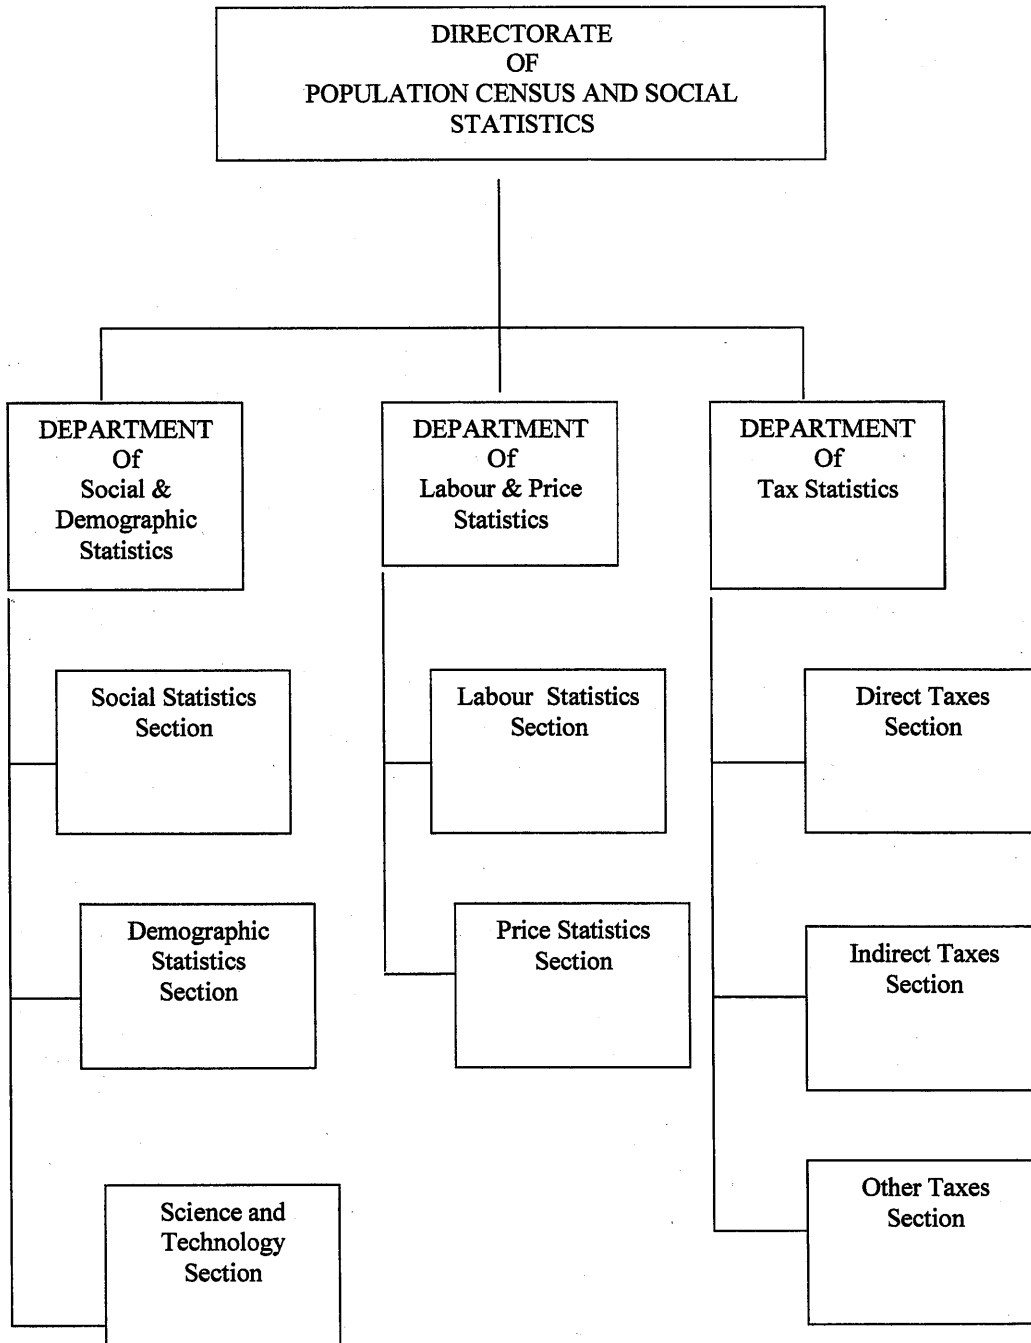 DIRECTORATE
OF
POPULATION CENSUS AND SOCIAL
STATISTICS
DEPARTMENT
Of
Social &
Demographic
Statistics
DEPARTMENT
Of
Labour & Price
Statistics
DEPARTMENT
Of
Tax Statistics
Social Statistics
Section
Labour Statistics
Section
Direct Taxes
Section
Demographic
Statistics
Section
Price Statistics
Section
Indirect Taxes
Section
Science and
Technology
Section
Other Taxes
Section